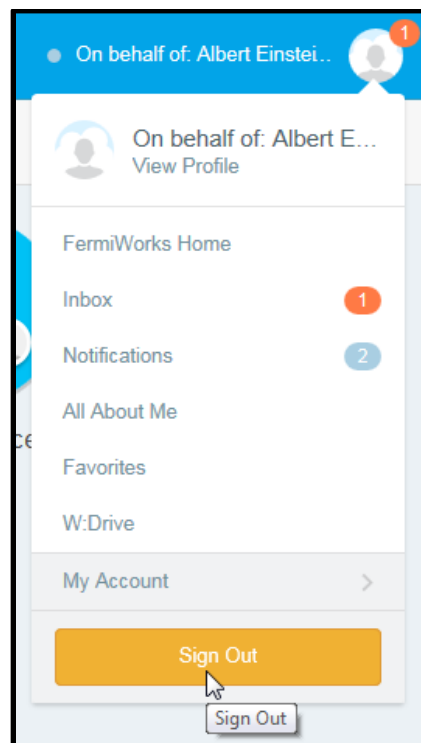 On behalf of: Albert Einstei..
1
On behalf of: Albert E...
View Profile
FermiWorks Home
Inbox 1
Notifications 2
All About Me
ce
Favorites
W:Drive
My Account
Sign Out
Sign Out